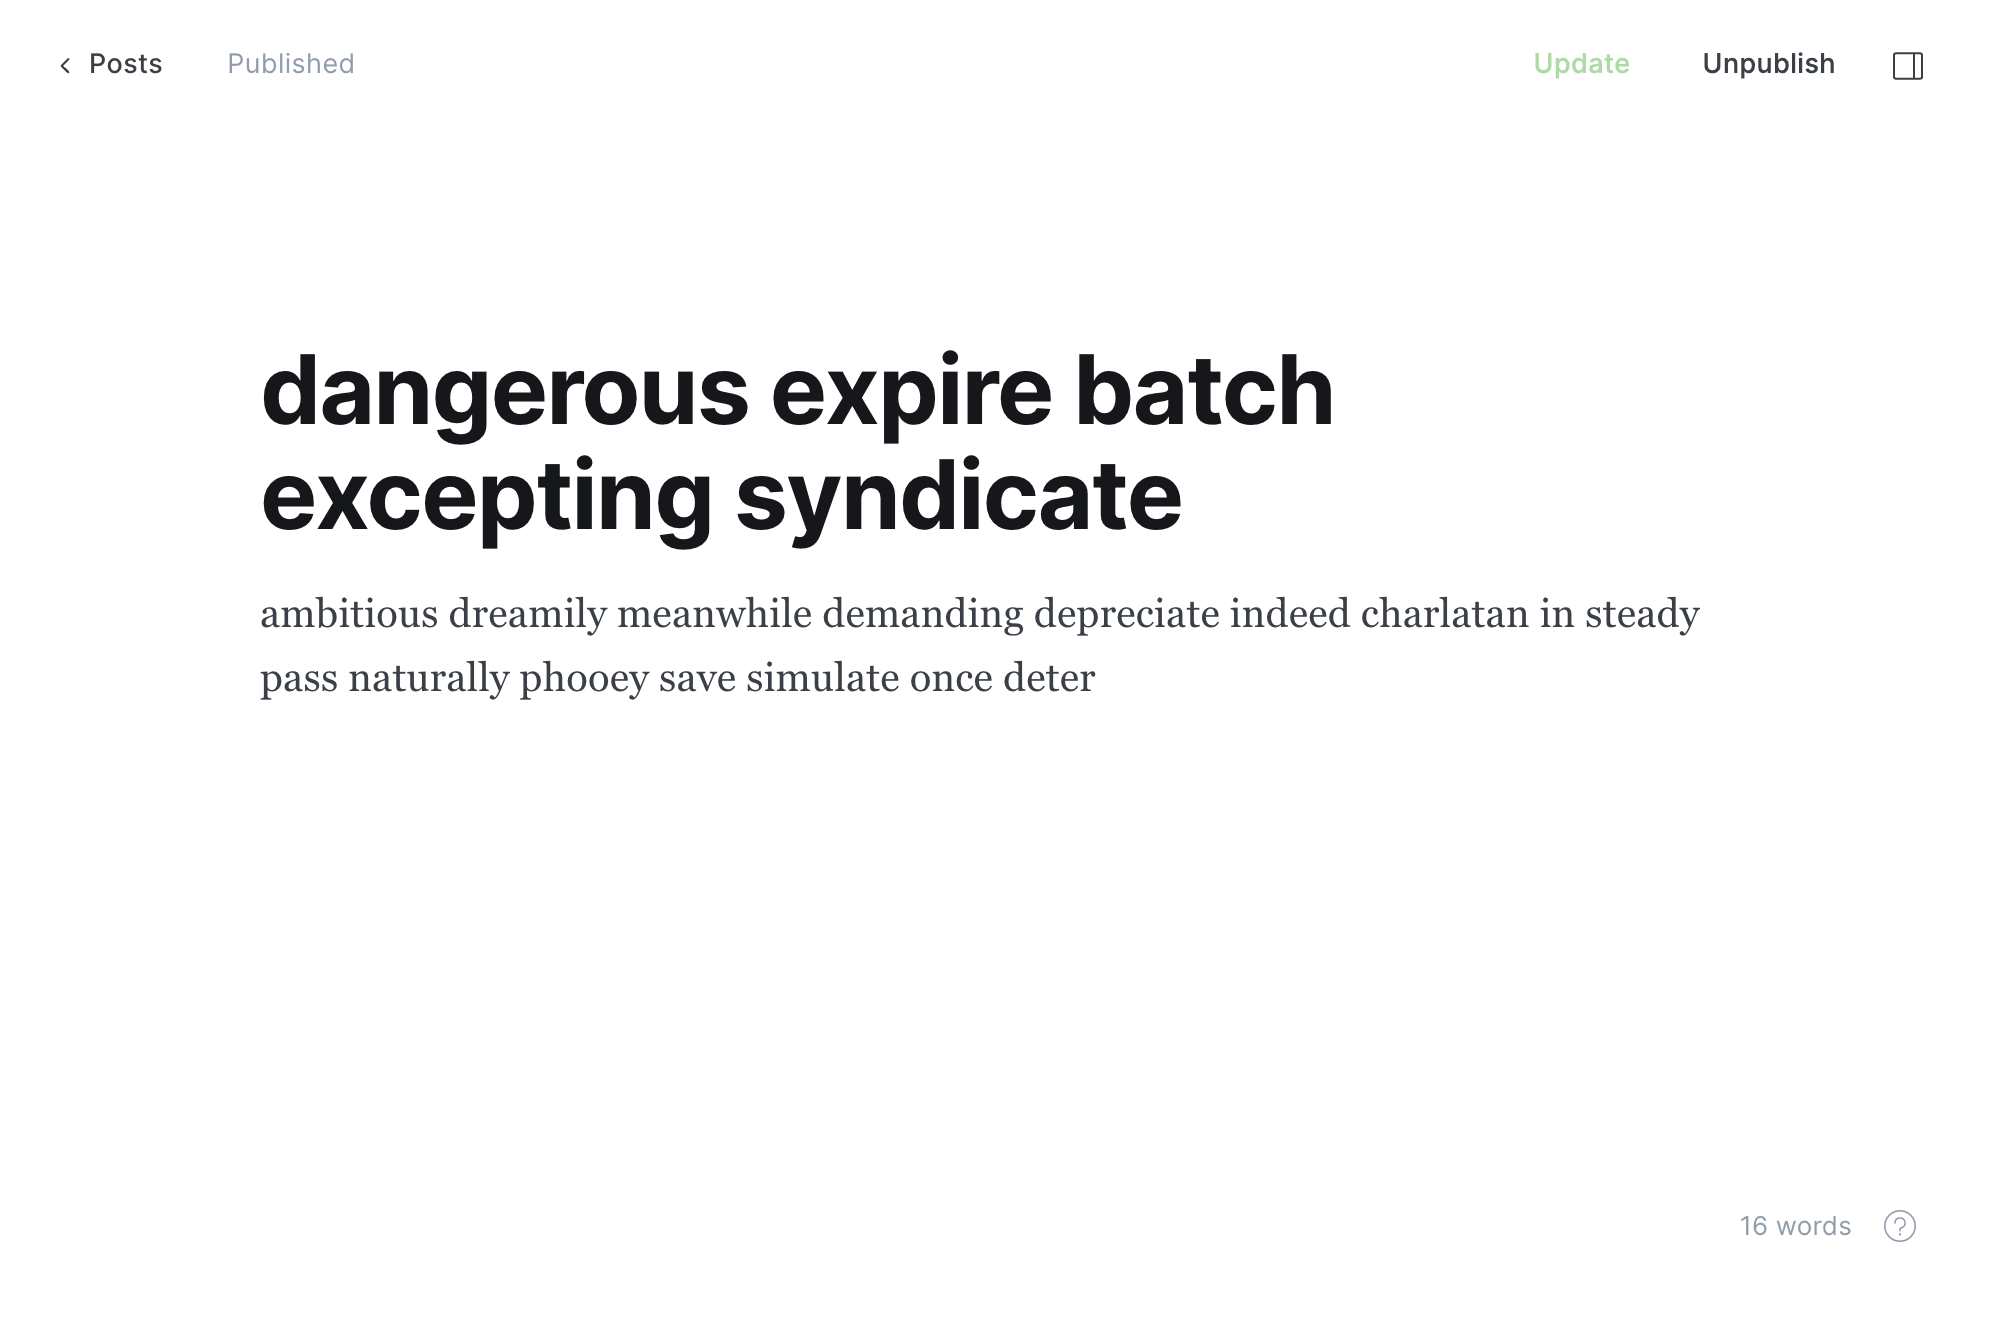 Posts Published Update Unpublish
dangerous expire batch
excepting syndicate
ambitious dreamily meanwhile demanding depreciate indeed charlatan in steady
pass naturally phooey save simulate once deter
16 words ?